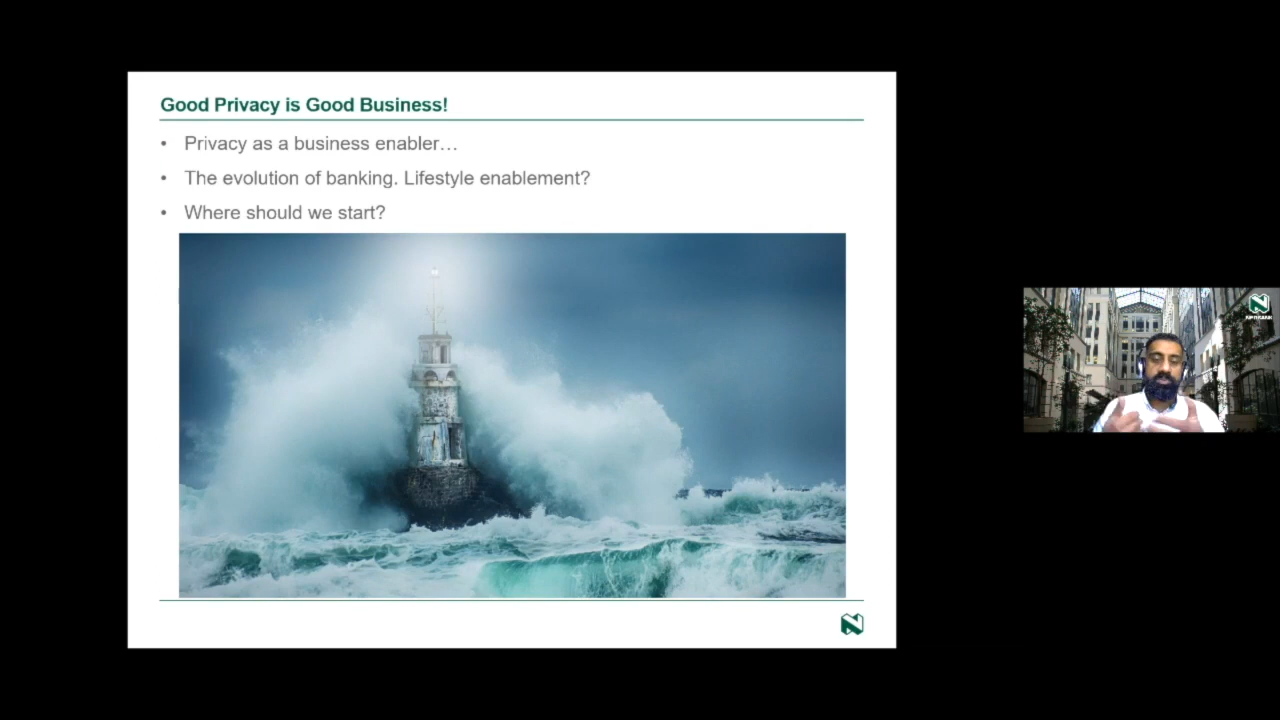 Good Privacy is Good Business!
• Privacy as a business enabler…
• The evolution of banking. Lifestyle enablement?
• Where should we start?
NEDBANK